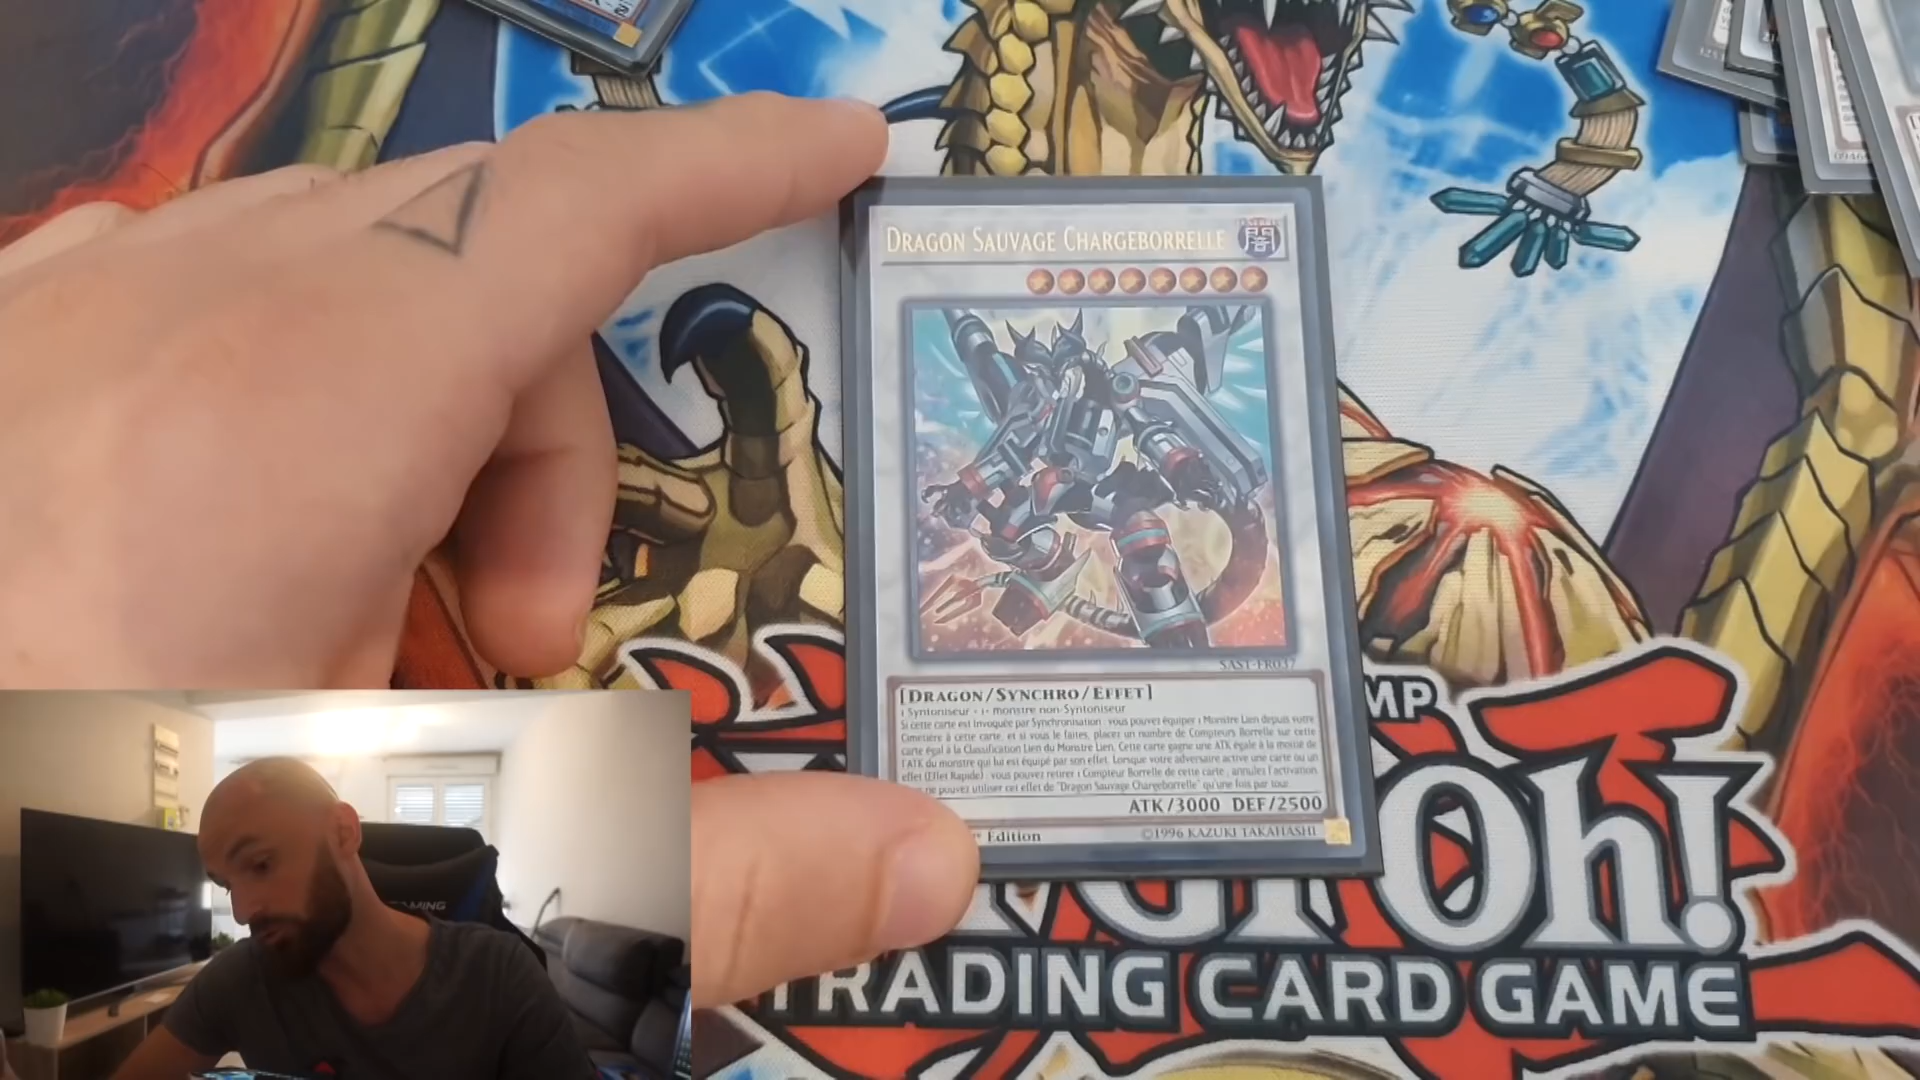 DRAGON SAUVAGE CHARGEBORRELLE
闇
SAST-FR037
[DRAGON/SYNCHRO/EFFET]
1 Syntoniseur + 1+ monstre non-Syntoniseur
Si cette carte est Invoquée par Synchronisation : vous pouvez équiper 1 Monstre Lien depuis votre
Cimetière à cette carte, et si vous le faites, placez un nombre de Compteurs Borrelle sur cette
carte égal à la Classification Lien du Monstre Lien. Cette carte gagne une ATK égale à la moitié de
l'ATK du monstre qui lui est équipé par son effet. Lorsque votre adversaire active une carte ou un
effet (Effet Rapide) : vous pouvez retirer 1 Compteur Borrelle de cette carte ; annulez l'activation.
ne pouvez utiliser cet effet de "Dragon Sauvage Chargeborrelle" qu'une fois par tour.
ATK/3000 DEF/2500
Édition
©1996 KAZUKI TAKAHASHI
MP
Oh!
TRADING CARD GAME
GAMING